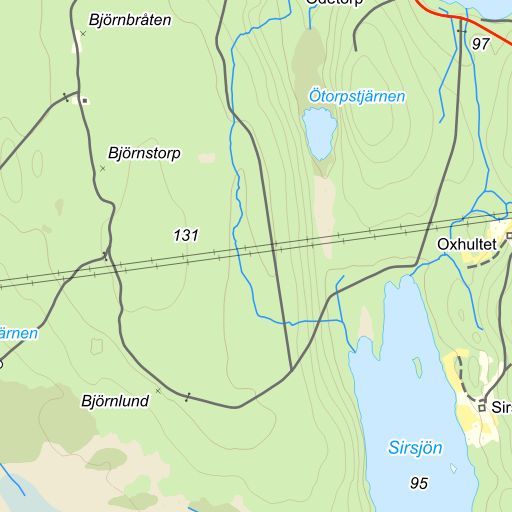 Björnbråten
97
Ötorpstjärnen
Björnstorp
131
Oxhultet
Björnlund
Sirsjön
95